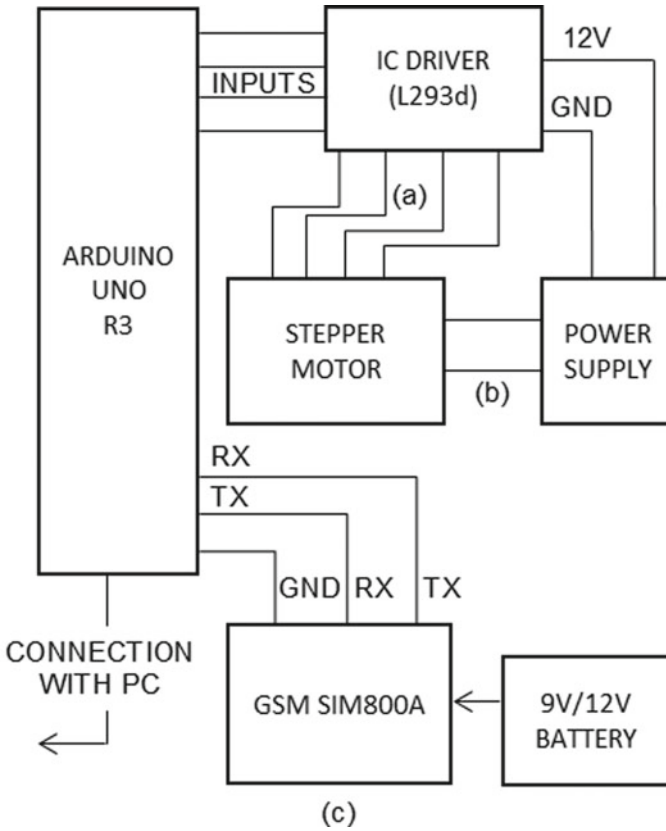 IC DRIVER
(L293d)
12V
GND
INPUTS
(a)
ARDUINO
UNO
R3
STEPPER
MOTOR
POWER
SUPPLY
(b)
RX
TX
GND RX TX
CONNECTION
WITH PC
GSM SIM800A
9V/12V
BATTERY
(c)